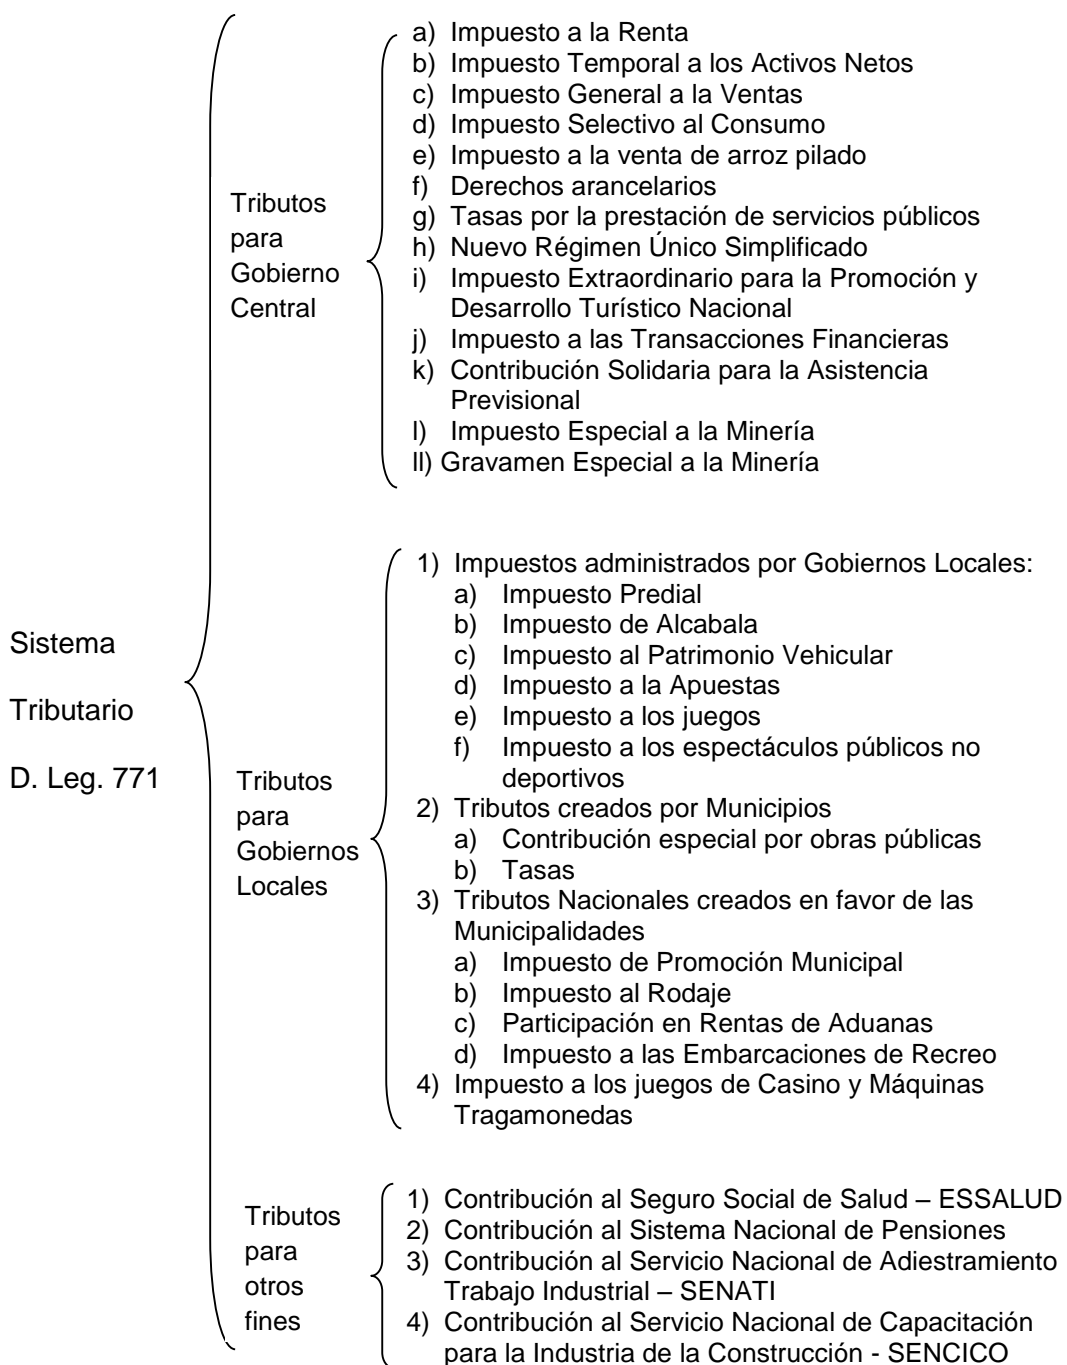 Sistema
Tributario
D. Leg. 771
Tributos
para
Gobierno
Central
a) Impuesto a la Renta
b) Impuesto Temporal a los Activos Netos
c) Impuesto General a la Ventas
d) Impuesto Selectivo al Consumo
e) Impuesto a la venta de arroz pilado
f) Derechos arancelarios
g) Tasas por la prestación de servicios públicos
h) Nuevo Régimen Único Simplificado
i) Impuesto Extraordinario para la Promoción y
Desarrollo Turístico Nacional
j) Impuesto a las Transacciones Financieras
k) Contribución Solidaria para la Asistencia
Previsional
l) Impuesto Especial a la Minería
ll) Gravamen Especial a la Minería
Tributos
para
Gobiernos
Locales
1) Impuestos administrados por Gobiernos Locales:
a) Impuesto Predial
b) Impuesto de Alcabala
c) Impuesto al Patrimonio Vehicular
d) Impuesto a la Apuestas
e) Impuesto a los juegos
f) Impuesto a los espectáculos públicos no
deportivos
2) Tributos creados por Municipios
a) Contribución especial por obras públicas
b) Tasas
3) Tributos Nacionales creados en favor de las
Municipalidades
a) Impuesto de Promoción Municipal
b) Impuesto al Rodaje
c) Participación en Rentas de Aduanas
d) Impuesto a las Embarcaciones de Recreo
4) Impuesto a los juegos de Casino y Máquinas
Tragamonedas
Tributos
para
otros
fines
1) Contribución al Seguro Social de Salud – ESSALUD
2) Contribución al Sistema Nacional de Pensiones
3) Contribución al Servicio Nacional de Adiestramiento
Trabajo Industrial – SENATI
4) Contribución al Servicio Nacional de Capacitación
para la Industria de la Construcción - SENCICO